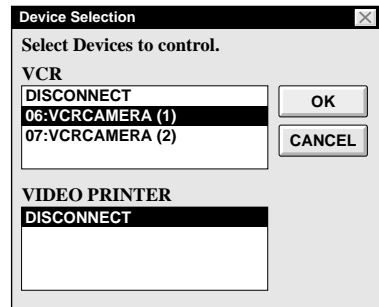 Device Selection
Select Devices to control.
VCR
DISCONNECT
06:VCRCAMERA (1)
07:VCRCAMERA (2)
OK
CANCEL
VIDEO PRINTER
DISCONNECT